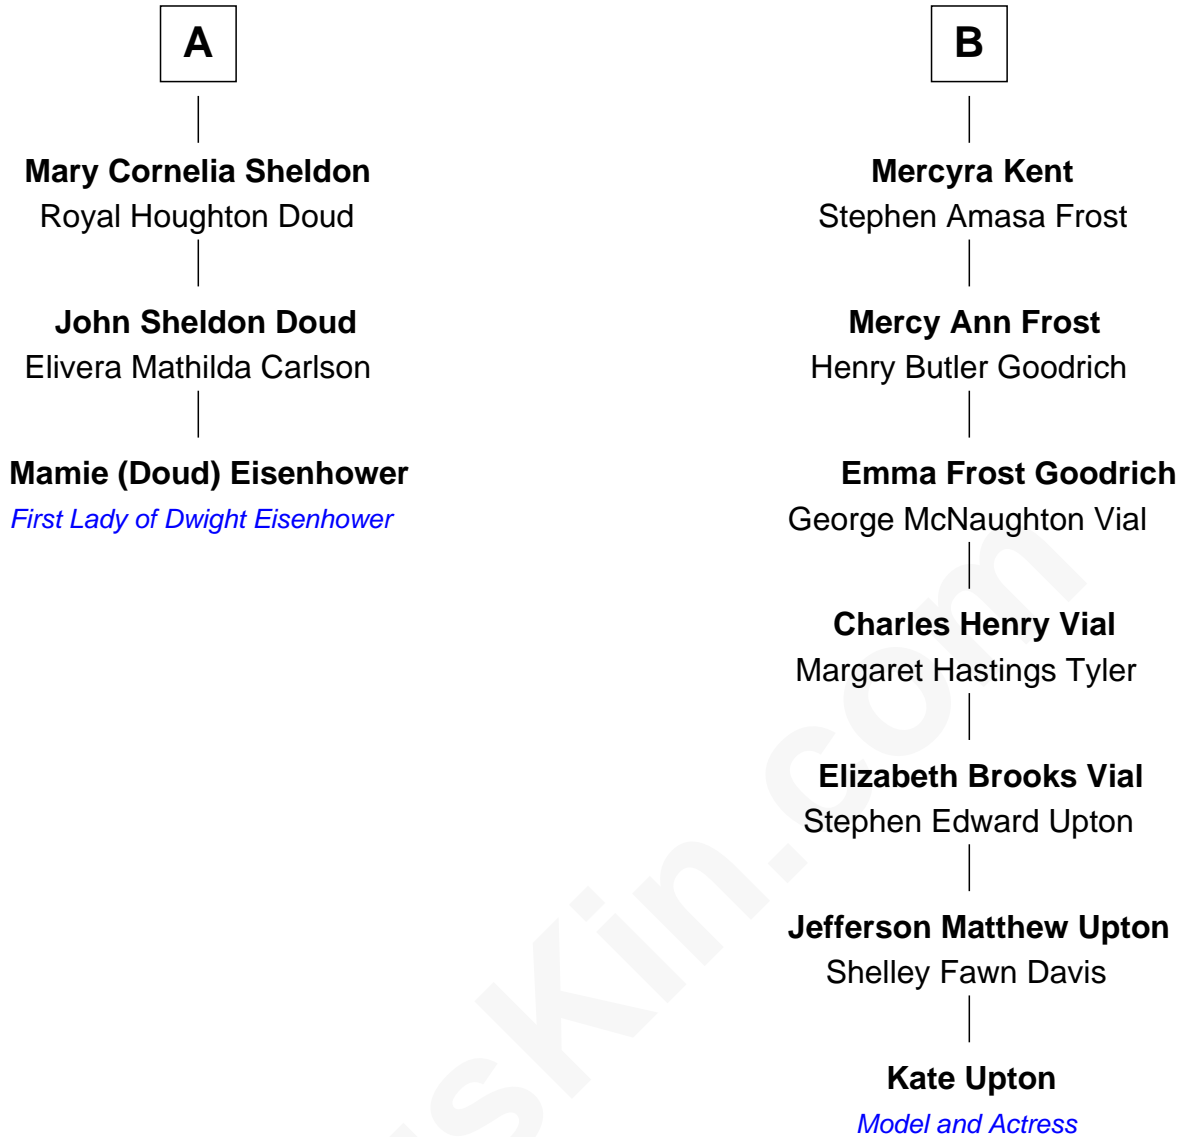 A
Mary Cornelia Sheldon
Royal Houghton Doud
John Sheldon Doud
Elivera Mathilda Carlson
Mamie (Doud) Eisenhower
First Lady of Dwight Eisenhower
B
Mercyra Kent
Stephen Amasa Frost
Mercy Ann Frost
Henry Butler Goodrich
Emma Frost Goodrich
George McNaughton Vial
Charles Henry Vial
Margaret Hastings Tyler
Elizabeth Brooks Vial
Stephen Edward Upton
Jefferson Matthew Upton
Shelley Fawn Davis
Kate Upton
Model and Actress
sKin.com